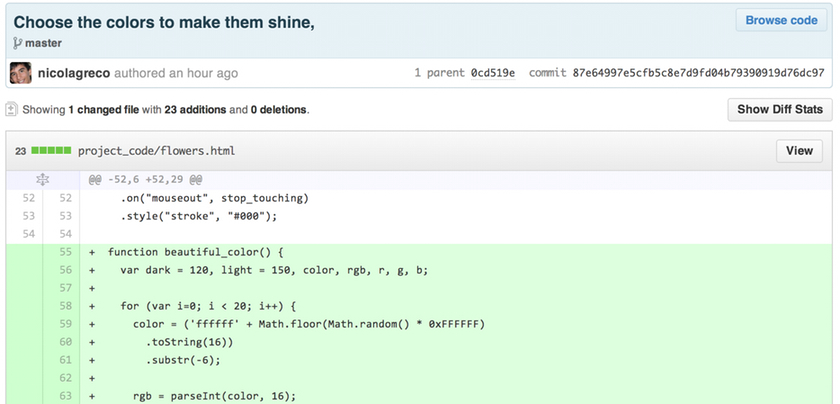 Choose the colors to make them shine,
Browse code
master
nicolagreco authored an hour ago 1 parent 0cd519e commit 87e64997e5cfb5c8e7d9fd04b79390919d76dc97
Showing 1 changed file with 23 additions and 0 deletions.
Show Diff Stats
23 project_code/flowers.html View
@@ -52,6 +52,29 @@
52 52 .on("mouseout", stop_touching)
53 53 .style("stroke", "#000");
54 54
55 + function beautiful_color() {
56 + var dark = 120, light = 150, color, rgb, r, g, b;
57 +
58 + for (var i=0; i < 20; i++) {
59 + color = ('ffffff' + Math.floor(Math.random() * 0xFFFFFF)
60 + .toString(16))
61 + .substr(-6);
62 +
63 + rgb = parseInt(color, 16);